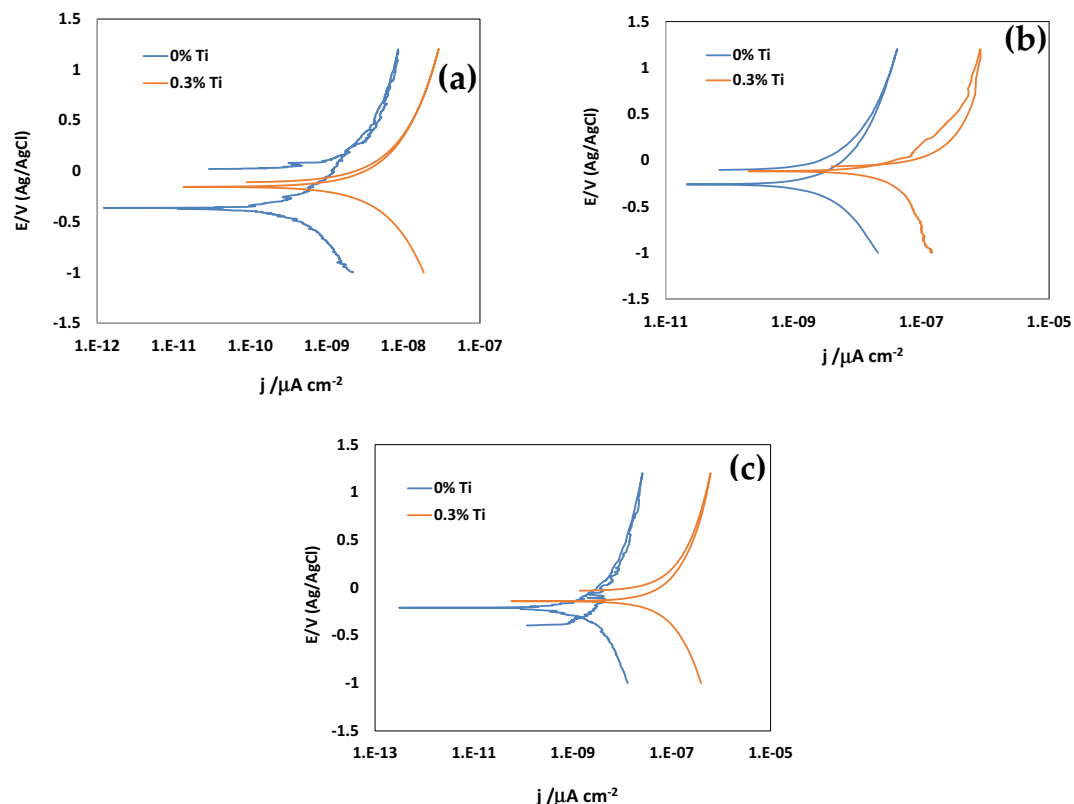 (a)
0% Ti
0.3% Ti
E/V (Ag/AgCl)
1.5
1
0.5
0
-0.5
-1
-1.5
1.E-12 1.E-11 1.E-10 1.E-09 1.E-08 1.E-07
j /µA cm-2
(b)
0% Ti
0.3% Ti
E/V (Ag/AgCl)
1.5
1
0.5
0
-0.5
-1
-1.5
1.E-11 1.E-09 1.E-07 1.E-05
j /µA cm-2
(c)
0% Ti
0.3% Ti
E/V (Ag/AgCl)
1.5
1
0.5
0
-0.5
-1
-1.5
1.E-13 1.E-11 1.E-09 1.E-07 1.E-05
j /µA cm-2